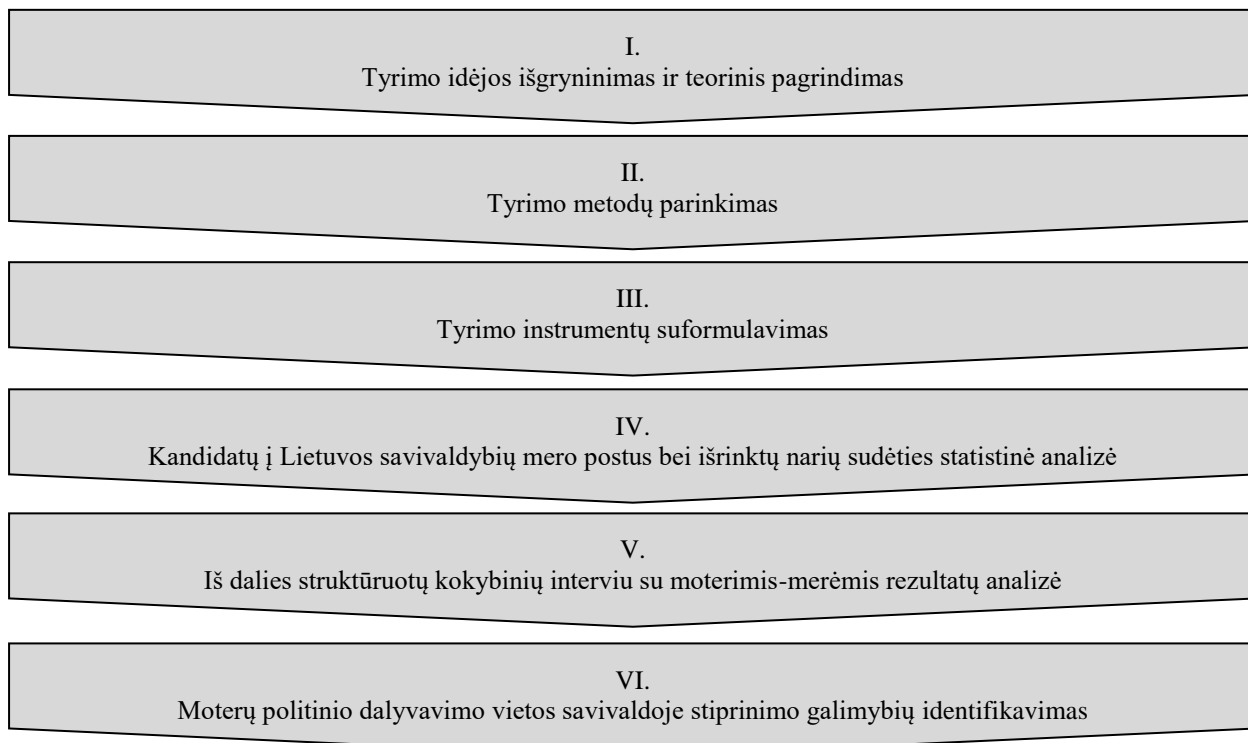 I.
Tyrimo idėjos išgryninimas ir teorinis pagrindimas
II.
Tyrimo metodų parinkimas
III.
Tyrimo instrumentų suformulavimas
IV.
Kandidatų į Lietuvos savivaldybių mero postus bei išrinktų narių sudėties statistinė analizė
V.
Iš dalies struktūruotų kokybinių interviu su moterimis-merėmis rezultatų analizė
VI.
Moterų politinio dalyvavimo vietos savivaldoje stiprinimo galimybių identifikavimas